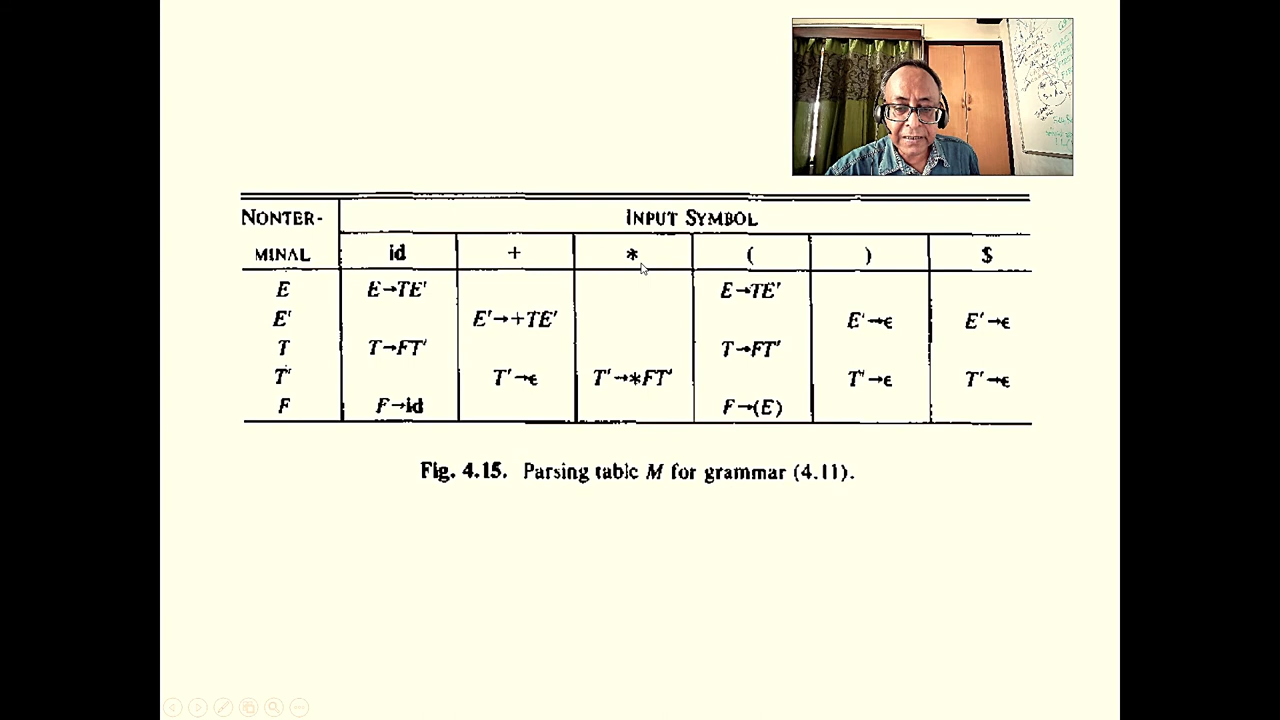 NONTER- INPUT SYMBOL
MINAL id + * ( ) $
E E→TE' E→TE'
E' E'→+TE' E'→ϵ E'→ϵ
T T→FT' T→FT'
T' T'→ϵ T'→*FT' T'→ϵ T'→ϵ
F F→id F→(E)
Fig. 4.15. Parsing table M for grammar (4.11).